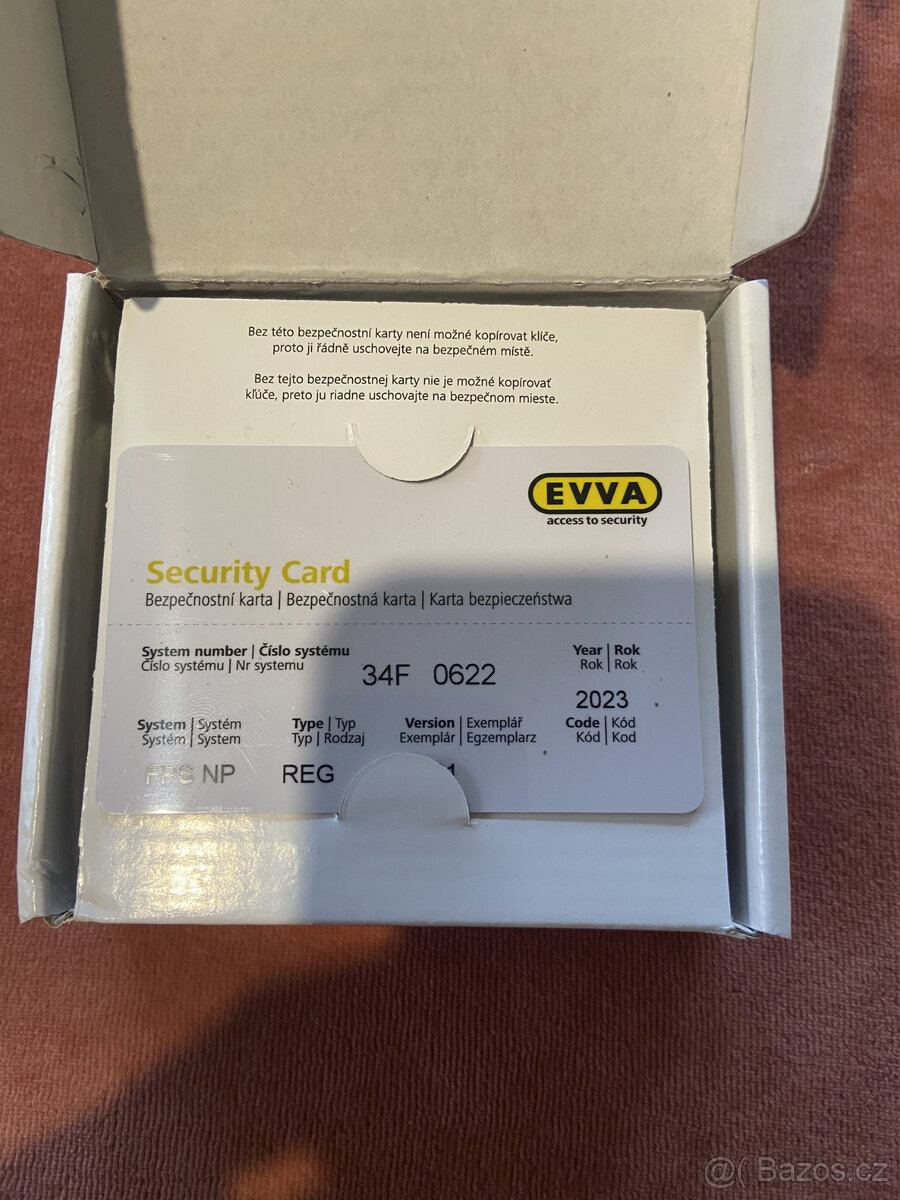 Bez této bezpečnostní karty není možné kopírovat klíče,
proto ji řádně uschovejte na bezpečném místě.
Bez tejto bezpečnostnej karty nie je možné kopírovať
kľúče, preto ju riadne uschovajte na bezpečnom mieste.
EVVA
access to security
Security Card
Bezpečnostní karta | Bezpečnostná karta | Karta bezpieczeństwa
System number | Číslo systému
Číslo systému | Nr systemu
34F 0622
Year | Rok
Rok | Rok
2023
System | Systém
Systém | System
Type | Typ
Typ | Rodzaj
Version | Exemplář
Exemplár | Egzemplarz
Code | Kód
Kód | Kod
FPS NP
REG
1
@( Bazos.cz